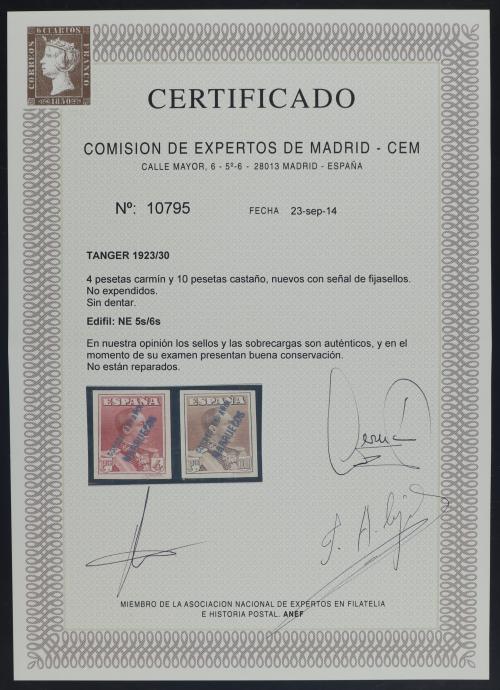 6 CUARTOS
CORREOS
FRANCO
1850
CERTIFICADO
COMISION DE EXPERTOS DE MADRID - CEM
CALLE MAYOR, 6 - 5º-6 - 28013 MADRID - ESPAÑA
Nº: 10795 FECHA 23-sep-14
TANGER 1923/30
4 pesetas carmín y 10 pesetas castaño, nuevos con señal de fijasellos.
No expendidos.
Sin dentar.
Edifil: NE 5s/6s
En nuestra opinión los sellos y las sobrecargas son auténticos, y en el
momento de su examen presentan buena conservación.
No están reparados.
ESPAÑA ESPAÑA
MARRUECOS MARRUECOS
MIEMBRO DE LA ASOCIACION NACIONAL DE EXPERTOS EN FILATELIA
E HISTORIA POSTAL. ANEF